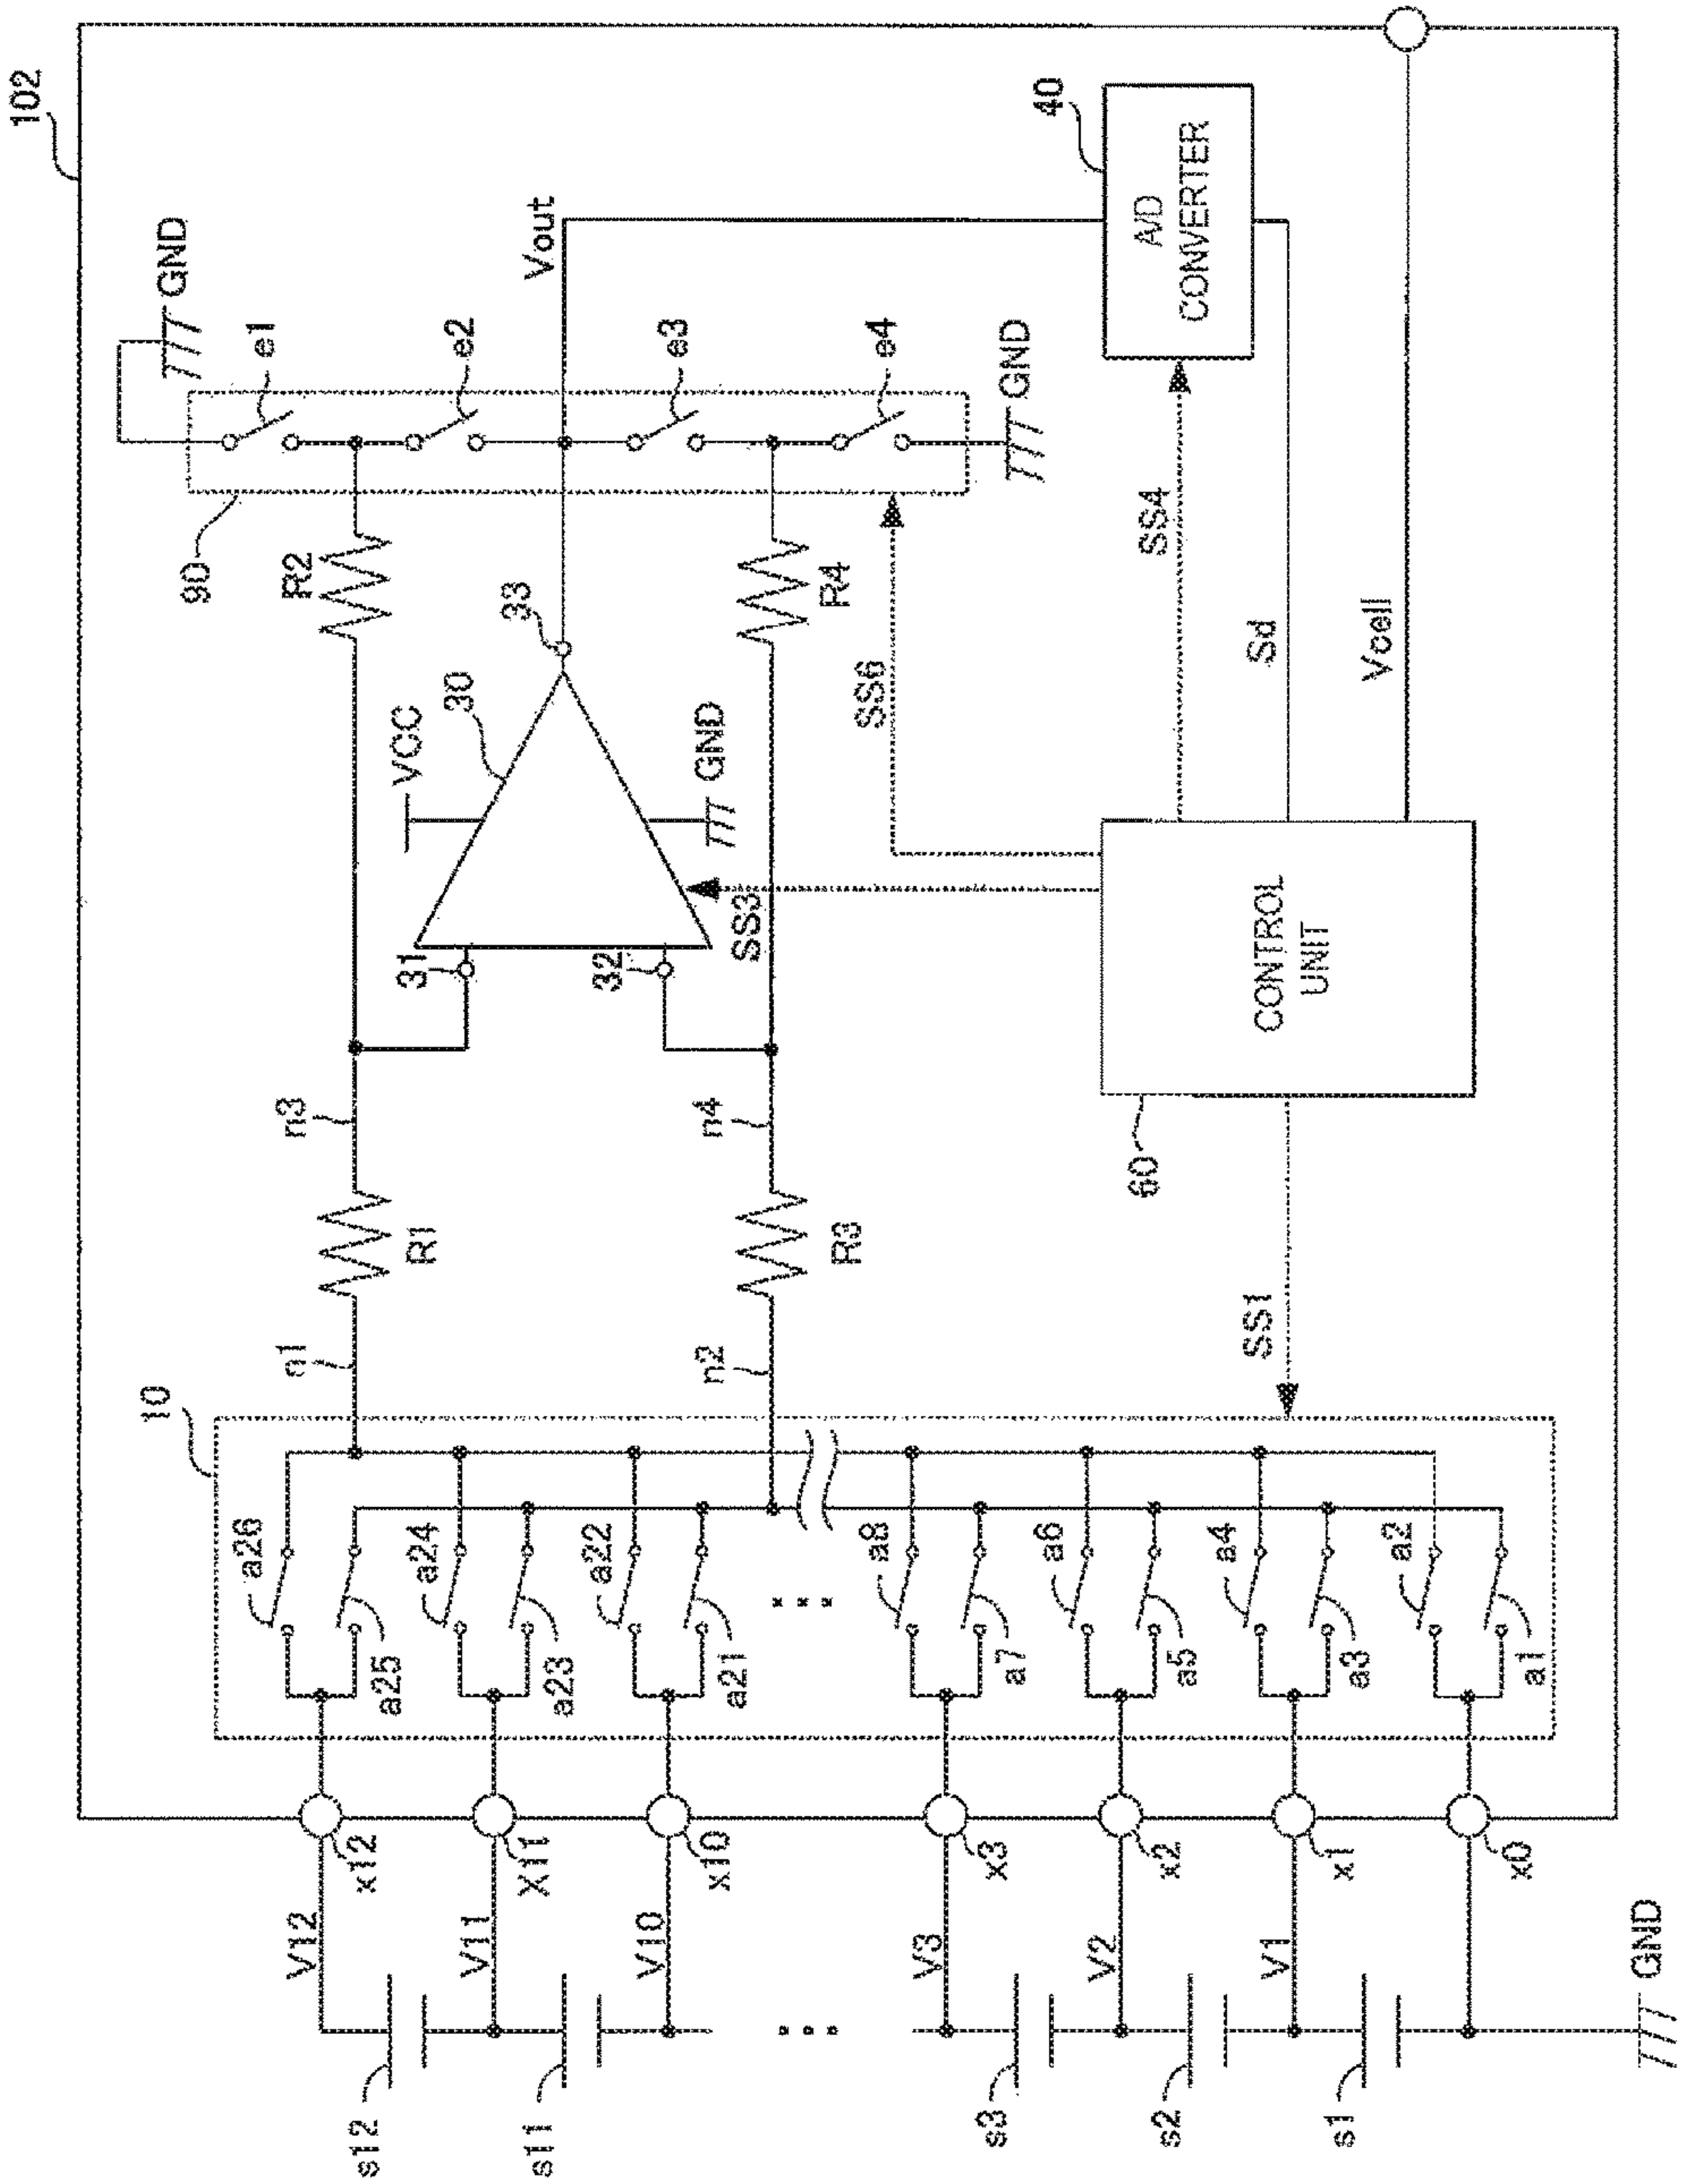 102
GND
e1
e2
e3
e4
GND
90
Vout
40
A/D
CONVERTER
R2
R4
33
30
VCC
GND
31
32
SS3
SS6
SS4
Sd
Vcell
CONTROL
UNIT
60
n3
n4
R1
R3
n1
n2
SS1
10
a26
a25
a24
a23
a22
a21
...
a8
a7
a6
a5
a4
a3
a2
a1
x12
X11
x10
x3
x2
x1
x0
V12
V11
V10
...
V3
V2
V1
GND
s12
s11
s3
s2
s1